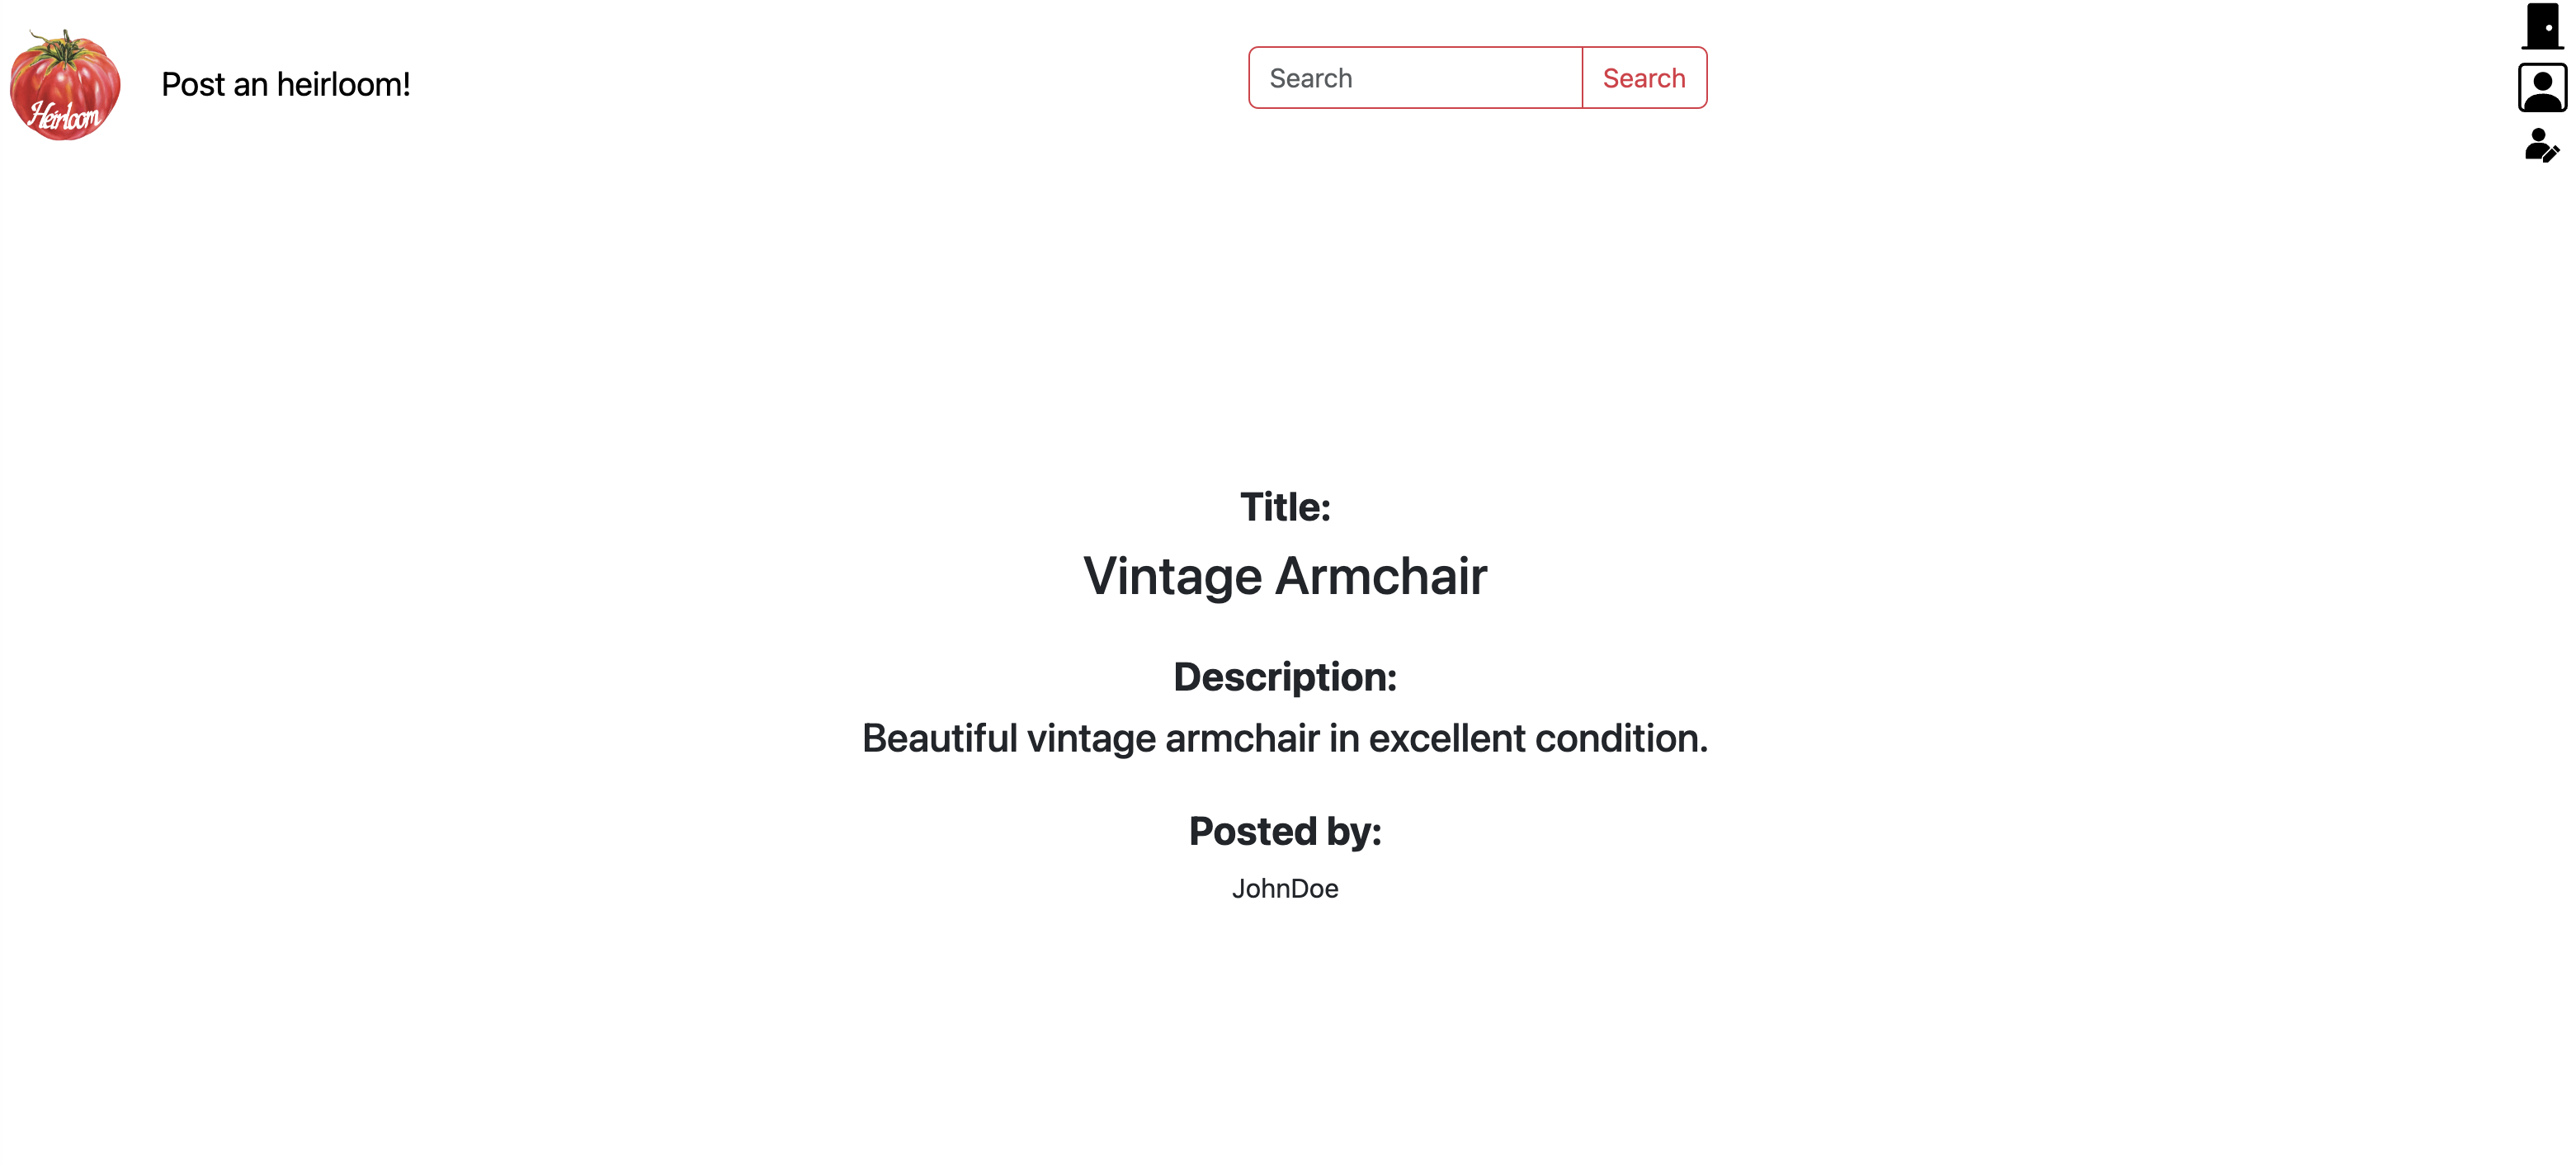 Heirloom
Post an heirloom!
Search
Search
Title:
Vintage Armchair
Description:
Beautiful vintage armchair in excellent condition.
Posted by:
JohnDoe